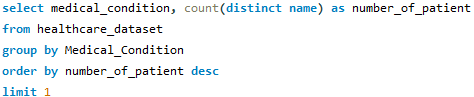 select medical_condition, count(distinct name) as number_of_patient
from healthcare_dataset
group by Medical_Condition
order by number_of_patient desc
limit 1